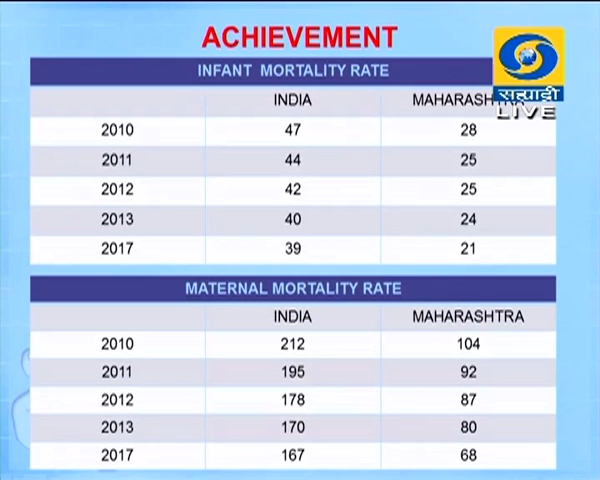 ACHIEVEMENT
INFANT MORTALITY RATE
INDIA MAHARASHTRA
सह्याद्री
LIVE
2010 47 28
2011 44 25
2012 42 25
2013 40 24
2017 39 21
MATERNAL MORTALITY RATE
INDIA MAHARASHTRA
2010 212 104
2011 195 92
2012 178 87
2013 170 80
2017 167 68